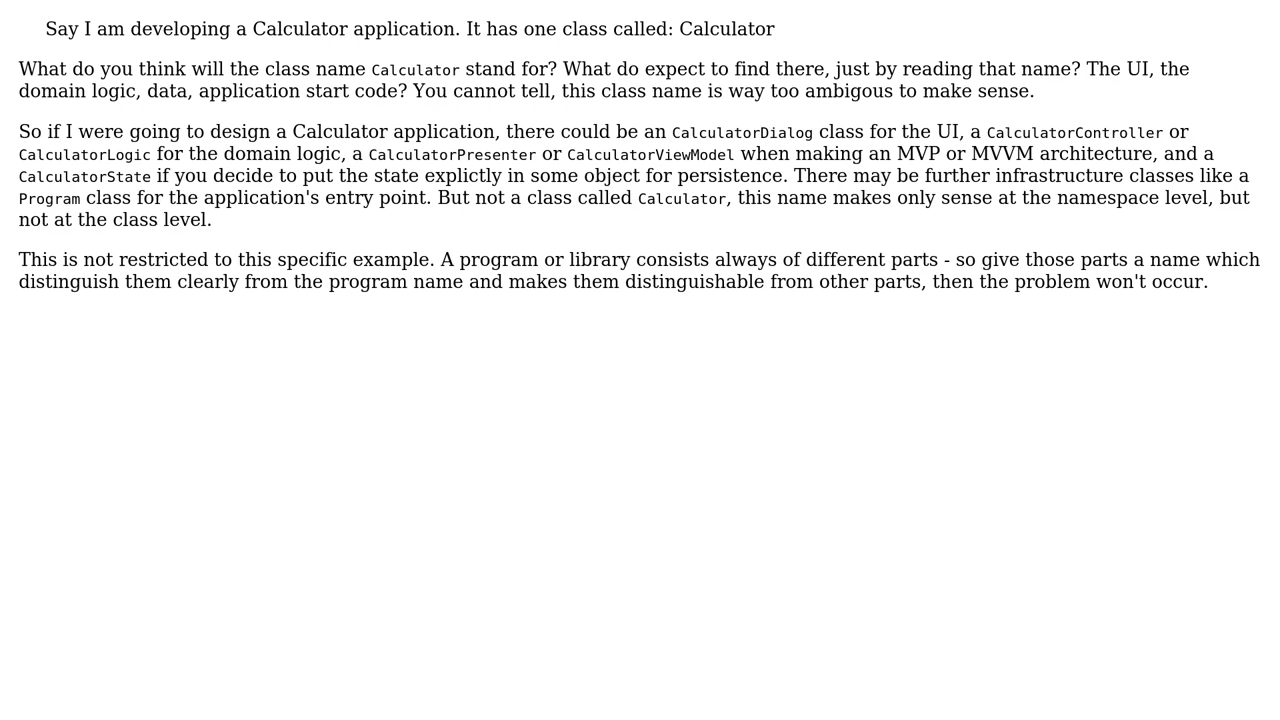 Say I am developing a Calculator application. It has one class called: Calculator
What do you think will the class name Calculator stand for? What do expect to find there, just by reading that name? The UI, the
domain logic, data, application start code? You cannot tell, this class name is way too ambigous to make sense.
So if I were going to design a Calculator application, there could be an CalculatorDialog class for the UI, a CalculatorController or
CalculatorLogic for the domain logic, a CalculatorPresenter or CalculatorViewModel when making an MVP or MVVM architecture, and a
CalculatorState if you decide to put the state explictly in some object for persistence. There may be further infrastructure classes like a
Program class for the application's entry point. But not a class called Calculator, this name makes only sense at the namespace level, but
not at the class level.
This is not restricted to this specific example. A program or library consists always of different parts - so give those parts a name which
distinguish them clearly from the program name and makes them distinguishable from other parts, then the problem won't occur.